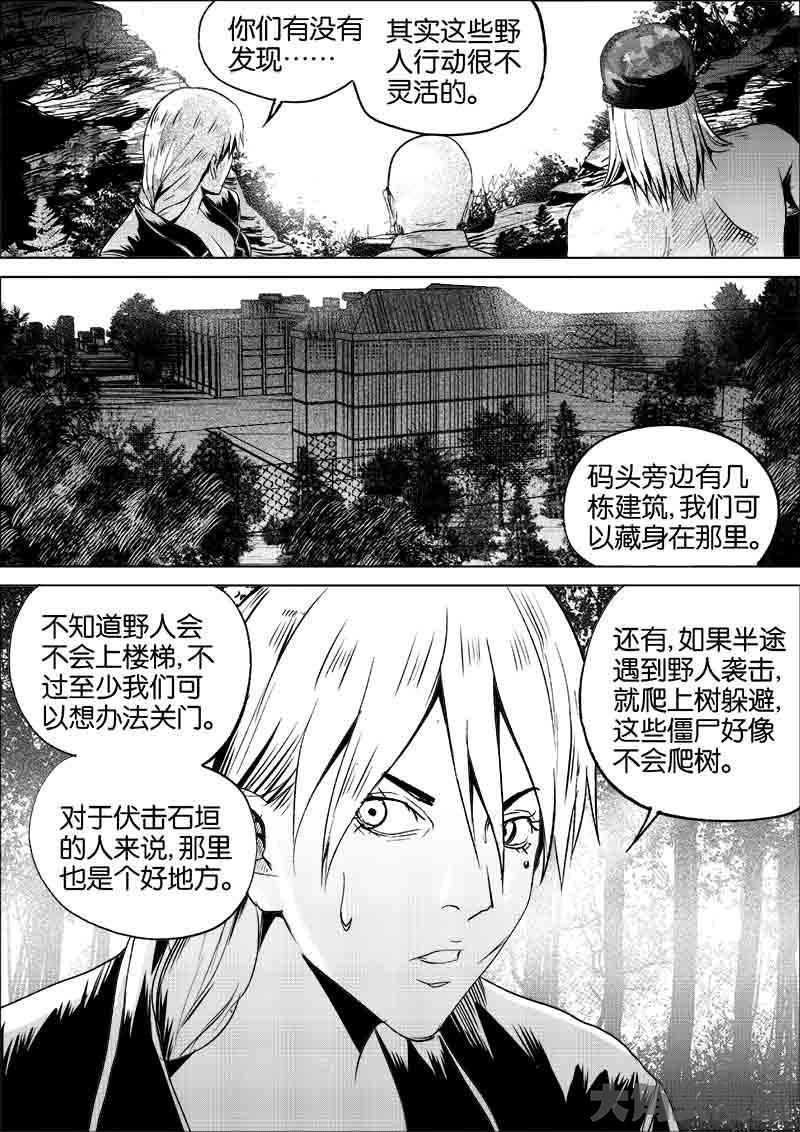 你们有没有
发现……
其实这些野
人行动很不
灵活的。
码头旁边有几
栋建筑,我们可
以藏身在那里。
不知道野人会
不会上楼梯,不
过至少我们可
以想办法关门。
对于伏击石垣
的人来说,那里
也是个好地方。
还有,如果半途
遇到野人袭击,
就爬上树躲避,
这些僵尸好像
不会爬树。